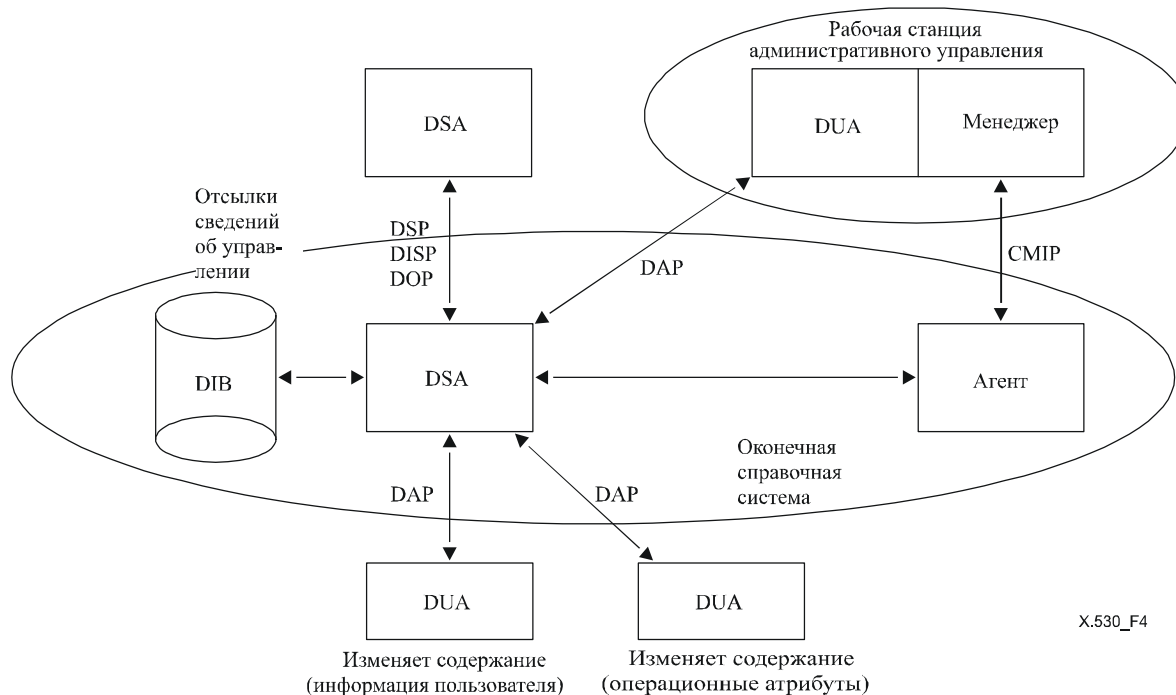 Рабочая станция
административного управления
DSA
DUA
Менеджер
Отсылки
сведений
об управ-
лении
DSP
DISP
DOP
DAP
CMIP
DIB
DSA
Агент
Оконечная
справочная
система
DAP
DAP
DUA
DUA
X.530_F4
Изменяет содержание
(информация пользователя)
Изменяет содержание
(операционные атрибуты)